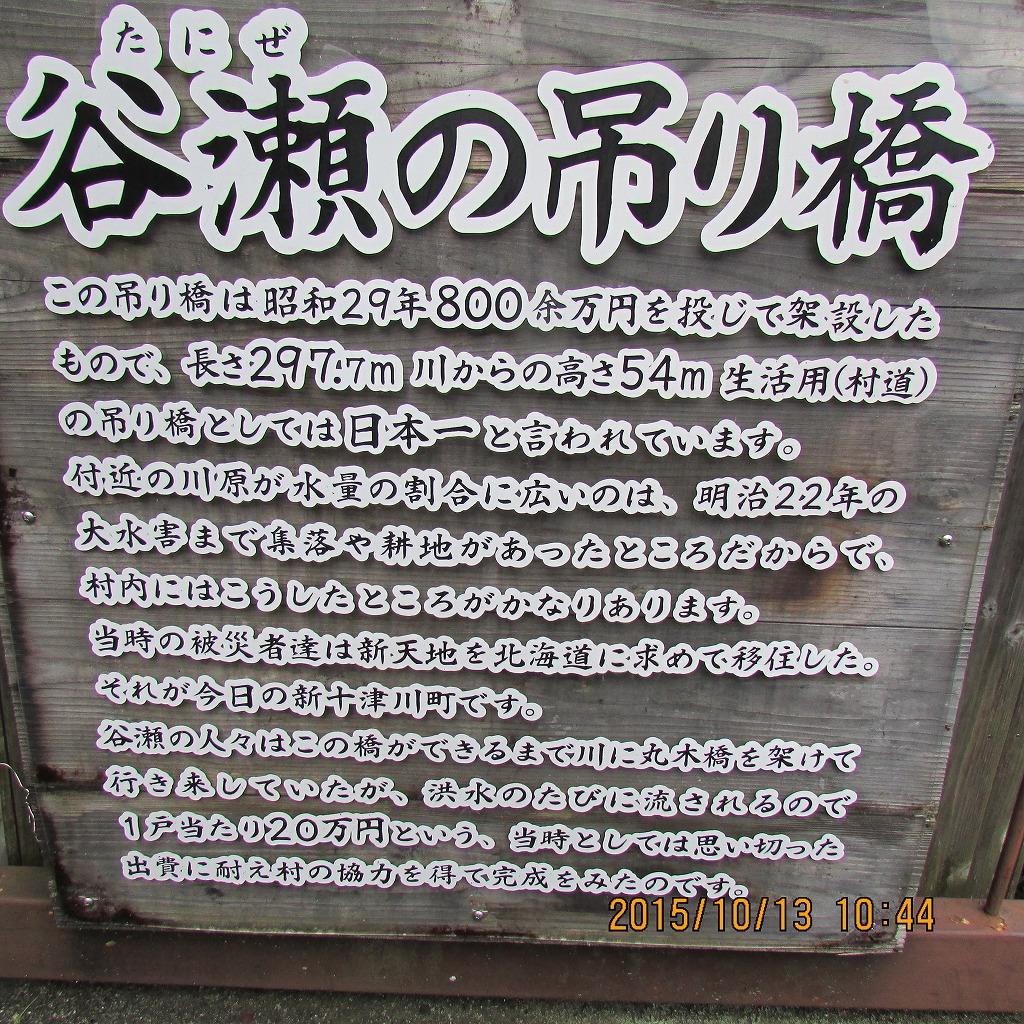 たにぜ
谷瀬の吊り橋
この吊り橋は昭和29年800余万円を投じて架設した
もので、長さ297.7m 川からの高さ54m 生活用(村道)
の吊り橋としては日本一と言われています。
付近の川原が水量の割合に広いのは、明治22年の
大水害まで集落や耕地があったところだからで、
村内にはこうしたところがかなりあります。
当時の被災者達は新天地を北海道に求めて移住した。
それが今日の新十津川町です。
谷瀬の人々はこの橋ができるまで川に丸木橋を架けて
行き来していたが、洪水のたびに流されるので
1戸当たり20万円という、当時としては思い切った
出費に耐え村の協力を得て完成をみたのです。
2015/10/13 10:44